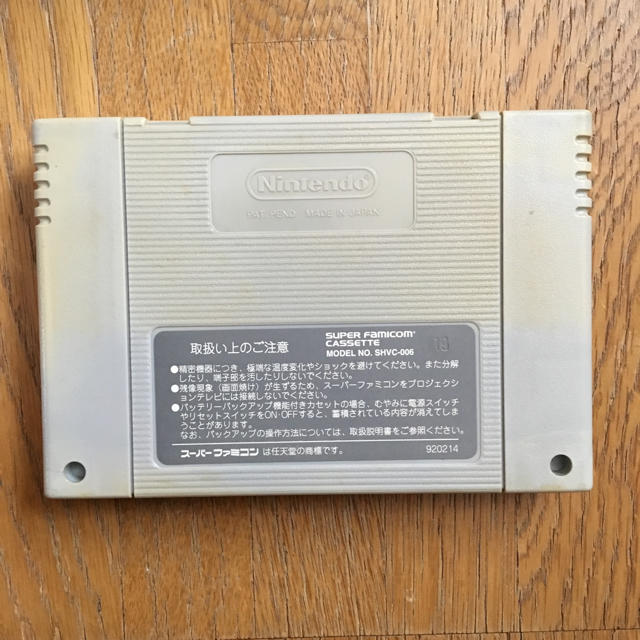 Nintendo
PAT. PEND. MADE IN JAPAN
取扱い上のご注意
SUPER FAMICOM
CASSETTE
MODEL NO. SHVC-006
●精密機器につき、極端な温度変化やショックを避けてください。また分解
したり、端子部を汚したりしないでください。
●残像現象（画面焼け）が生ずるため、スーパーファミコンをプロジェクシ
ョンテレビには接続しないでください。
●バッテリーバックアップ機能付きカセットの場合、むやみに電源スイッチ
やリセットスイッチをON・OFFすると、蓄積されている内容が消えてしま
うことがあります。
なお、バックアップの操作方法については、取扱説明書をご参照ください。
スーパーファミコン は任天堂の商標です。
920214